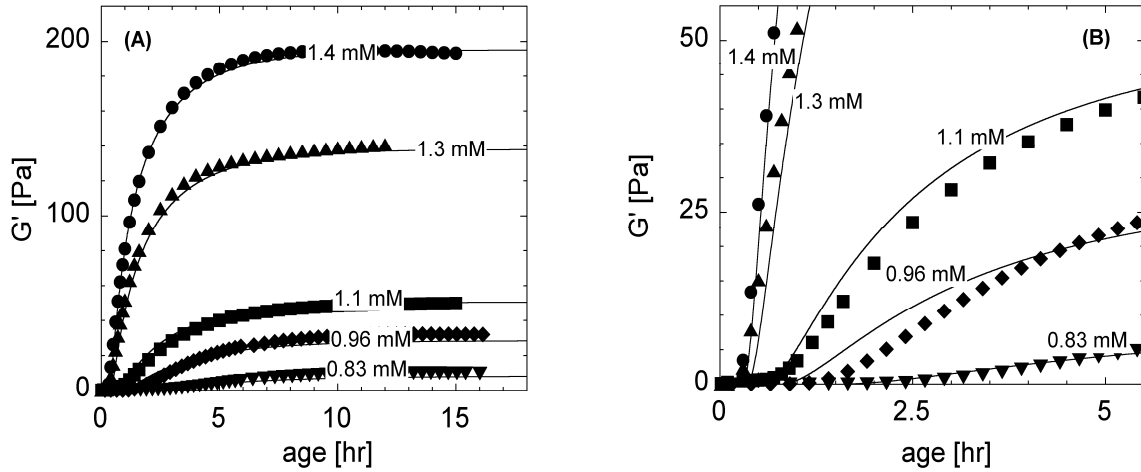 (A)
200
100
0
G' [Pa]
1.4 mM
1.3 mM
1.1 mM
0.96 mM
0.83 mM
0 5 10 15
age [hr]
(B)
50
25
0
G' [Pa]
1.4 mM
1.3 mM
1.1 mM
0.96 mM
0.83 mM
0 2.5 5
age [hr]